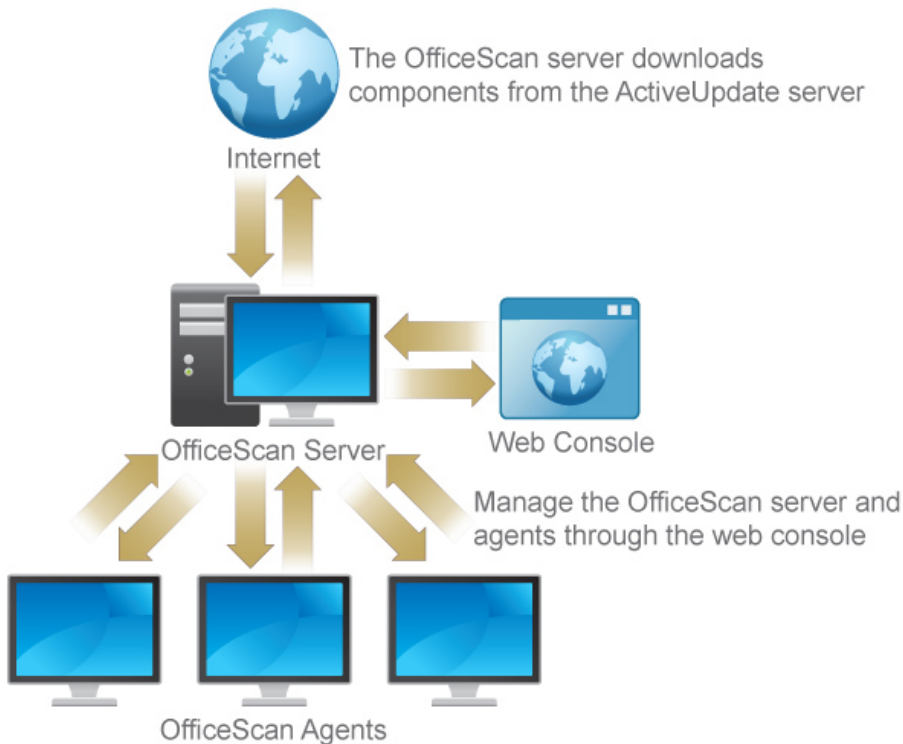 The OfficeScan server downloads
components from the ActiveUpdate server
Internet
OfficeScan Server
Web Console
Manage the OfficeScan server and
agents through the web console
OfficeScan Agents